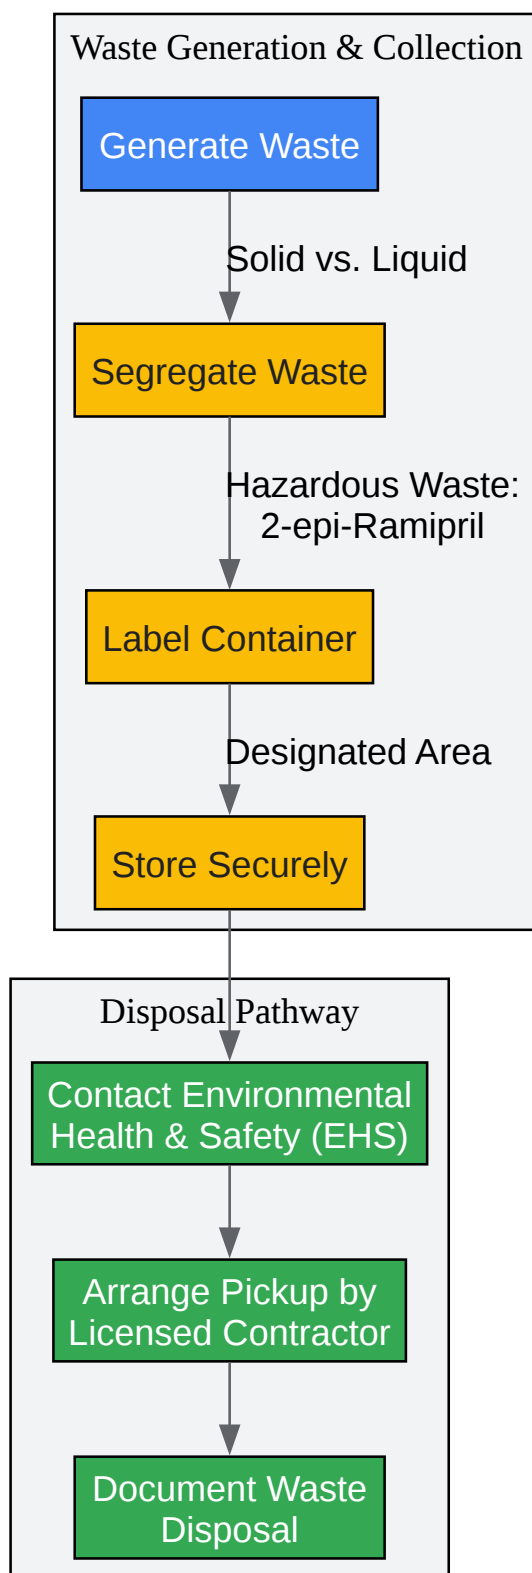 Waste Generation & Collection
Generate Waste
Solid vs. Liquid
Segregate Waste
Hazardous Waste:
2-epi-Ramipril
Label Container
Designated Area
Store Securely
Disposal Pathway
Contact Environmental
Health & Safety (EHS)
Arrange Pickup by
Licensed Contractor
Document Waste
Disposal